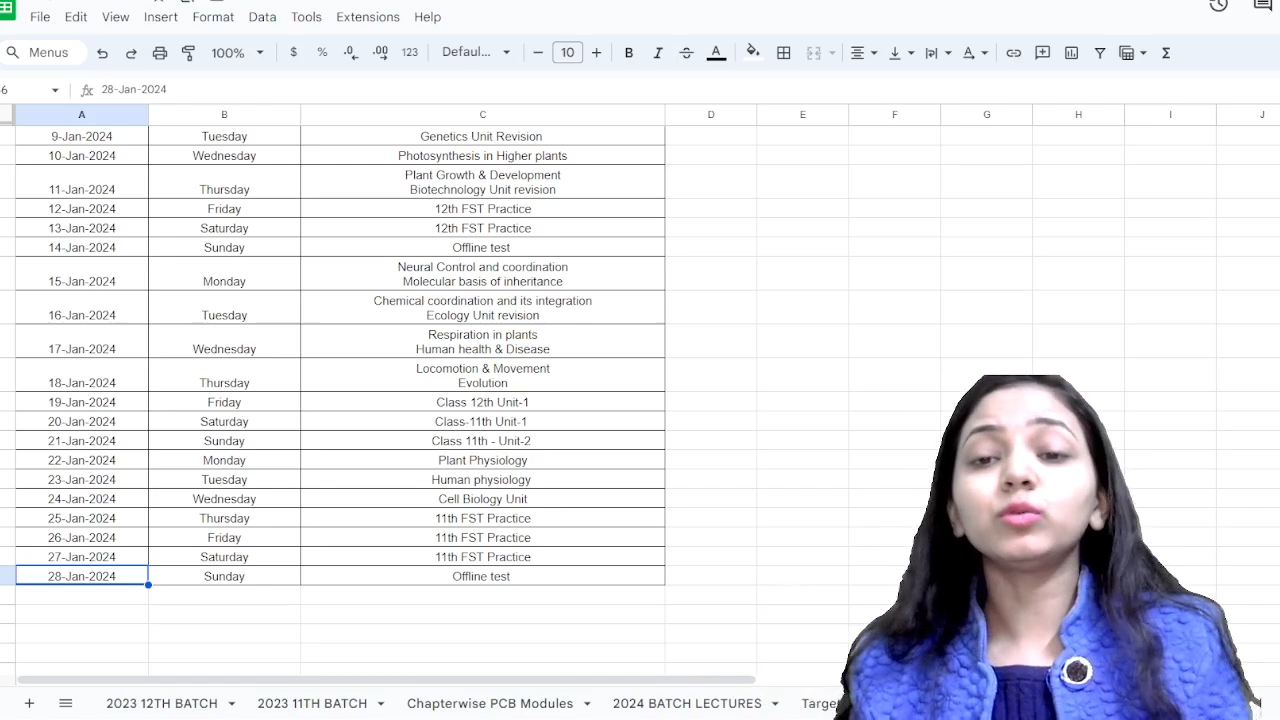 File Edit View Insert Format Data Tools Extensions Help
Menus 100% $ % .0 .00 123 Defaul... 10 B I A Σ
fx 28-Jan-2024
A B C D E F G H I J
9-Jan-2024 Tuesday Genetics Unit Revision
10-Jan-2024 Wednesday Photosynthesis in Higher plants
Plant Growth & Development
11-Jan-2024 Thursday Biotechnology Unit revision
12-Jan-2024 Friday 12th FST Practice
13-Jan-2024 Saturday 12th FST Practice
14-Jan-2024 Sunday Offline test
Neural Control and coordination
15-Jan-2024 Monday Molecular basis of inheritance
Chemical coordination and its integration
16-Jan-2024 Tuesday Ecology Unit revision
Respiration in plants
17-Jan-2024 Wednesday Human health & Disease
Locomotion & Movement
18-Jan-2024 Thursday Evolution
19-Jan-2024 Friday Class 12th Unit-1
20-Jan-2024 Saturday Class-11th Unit-1
21-Jan-2024 Sunday Class 11th - Unit-2
22-Jan-2024 Monday Plant Physiology
23-Jan-2024 Tuesday Human physiology
24-Jan-2024 Wednesday Cell Biology Unit
25-Jan-2024 Thursday 11th FST Practice
26-Jan-2024 Friday 11th FST Practice
27-Jan-2024 Saturday 11th FST Practice
28-Jan-2024 Sunday Offline test
2023 12TH BATCH 2023 11TH BATCH Chapterwise PCB Modules 2024 BATCH LECTURES Targe